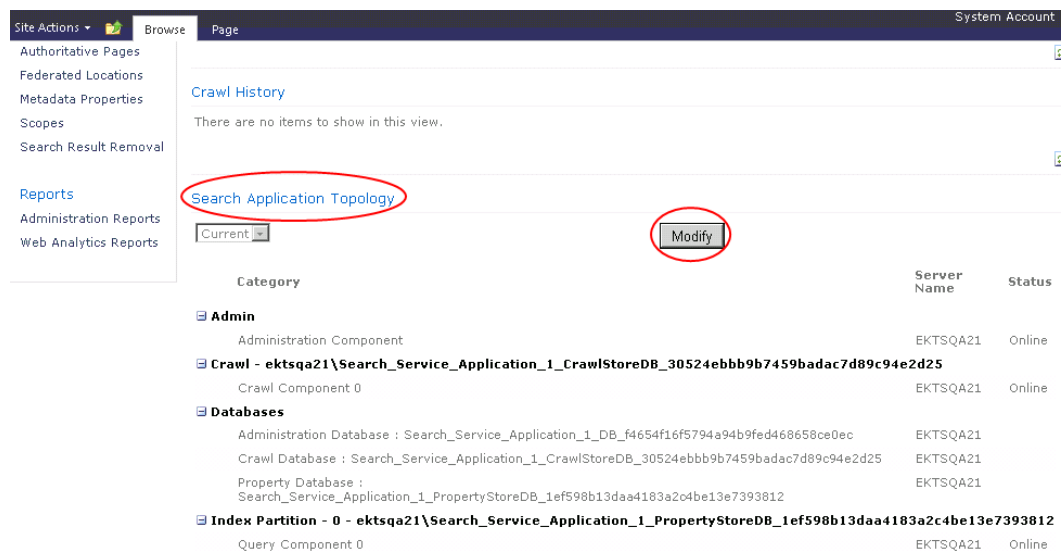 System Account
Site Actions Browse Page
Authoritative Pages
Federated Locations
Metadata Properties
Scopes
Search Result Removal
Reports
Administration Reports
Web Analytics Reports
Crawl History
There are no items to show in this view.
Search Application Topology
Current
Modify
Category Server Name Status
Admin
Administration Component EKTSQA21 Online
Crawl - ektsqa21\Search_Service_Application_1_CrawlStoreDB_30524ebbb9b7459badac7d89c94e2d25
Crawl Component 0 EKTSQA21 Online
Databases
Administration Database : Search_Service_Application_1_DB_f4654f16f5794a94b9fed468658ce0ec EKTSQA21
Crawl Database : Search_Service_Application_1_CrawlStoreDB_30524ebbb9b7459badac7d89c94e2d25 EKTSQA21
Property Database : EKTSQA21
Search_Service_Application_1_PropertyStoreDB_1ef598b13daa4183a2c4be13e7393812
Index Partition - 0 - ektsqa21\Search_Service_Application_1_PropertyStoreDB_1ef598b13daa4183a2c4be13e7393812
Query Component 0 EKTSQA21 Online